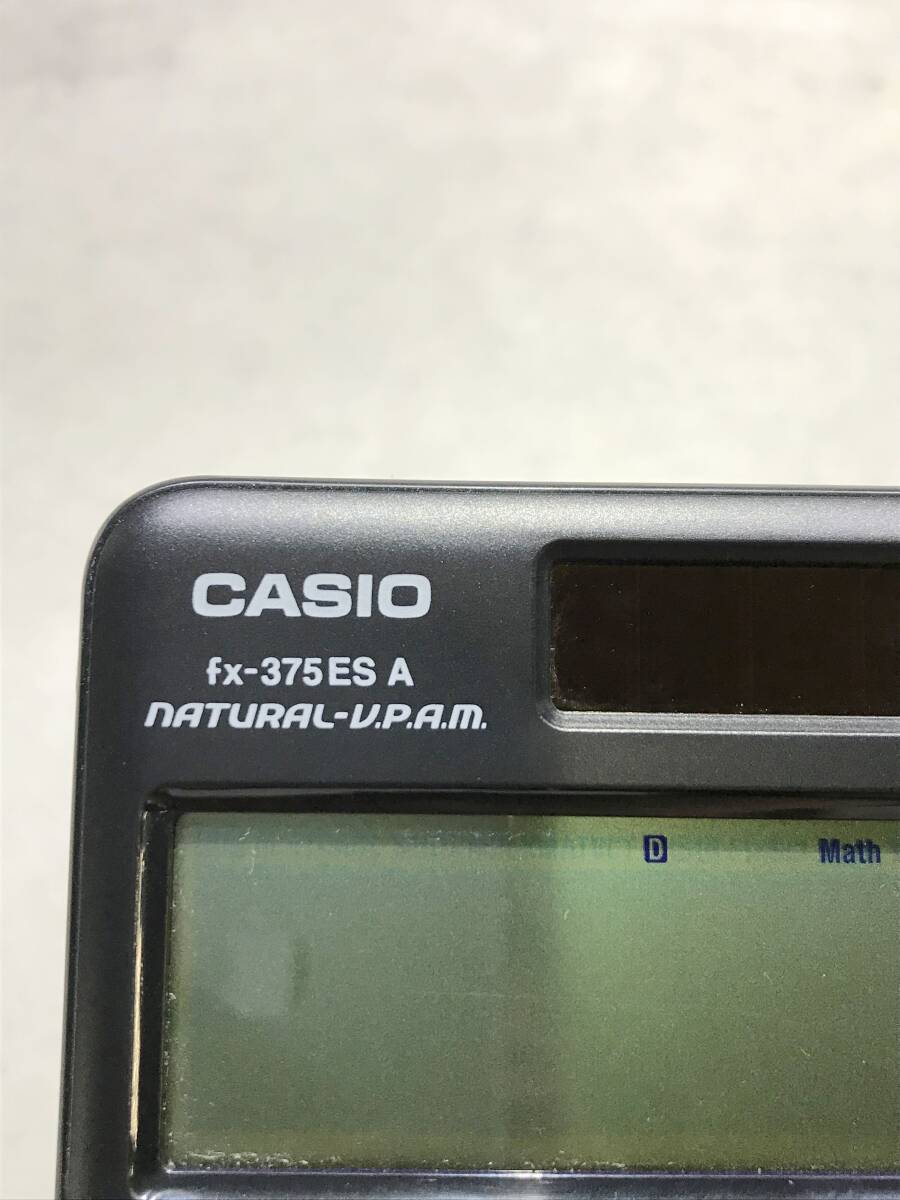 CASIO
fx-375ES A
NATURAL-V.P.A.M.
D Math